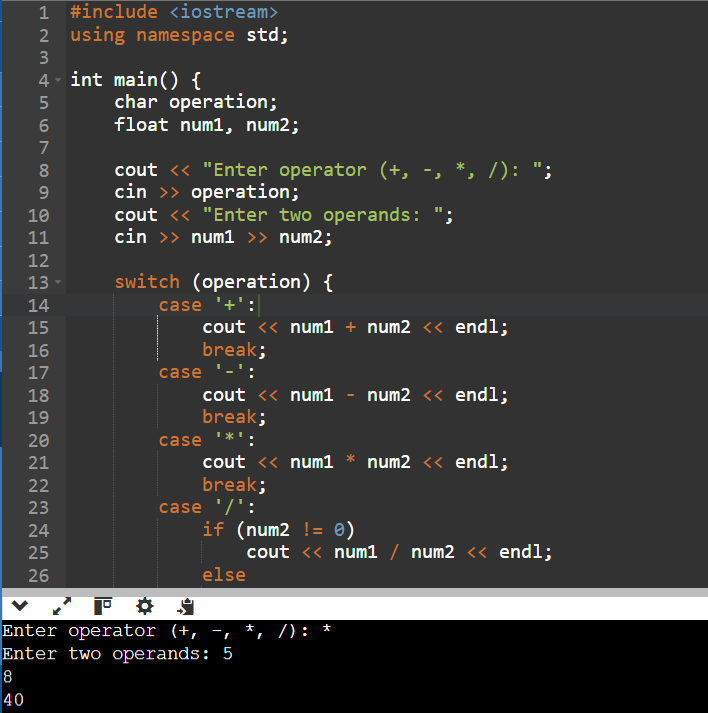 1 #include <iostream>
2 using namespace std;
3
4 int main() {
5     char operation;
6     float num1, num2;
7
8     cout << "Enter operator (+, -, *, /): ";
9     cin >> operation;
10     cout << "Enter two operands: ";
11     cin >> num1 >> num2;
12
13     switch (operation) {
14         case '+':
15             cout << num1 + num2 << endl;
16             break;
17         case '-':
18             cout << num1 - num2 << endl;
19             break;
20         case '*':
21             cout << num1 * num2 << endl;
22             break;
23         case '/':
24             if (num2 != 0)
25                 cout << num1 / num2 << endl;
26             else
Enter operator (+, -, *, /): *
Enter two operands: 5
8
40